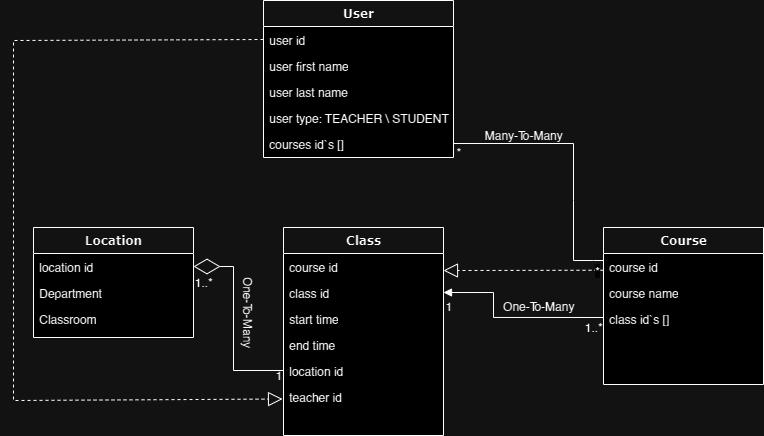 User
user id
user first name
user last name
user type: TEACHER \ STUDENT
courses id`s []
*
Many-To-Many
Location
location id
Department
Classroom
1..*
One-To-Many
1
Class
course id
class id
start time
end time
location id
teacher id
1
One-To-Many
1..*
*
Course
course id
course name
class id`s []